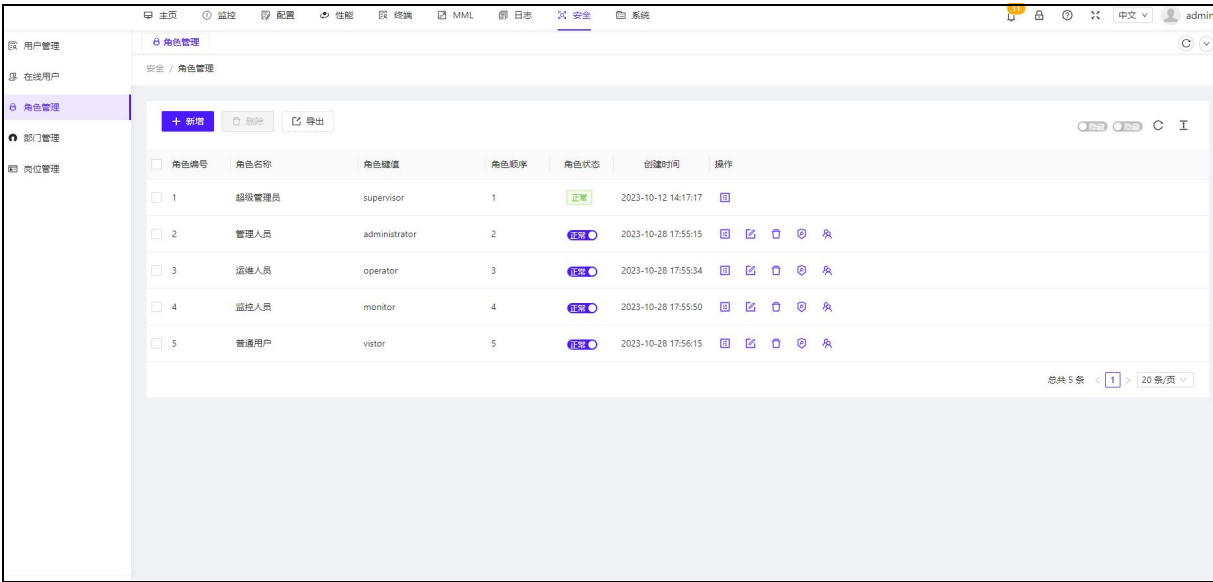 主页 监控 配置 性能 终端 MML 日志 安全 系统 11 中文 admin
用户管理
在线用户
角色管理
部门管理
岗位管理
角色管理
安全 / 角色管理
+ 新增 删除 导出
角色编号 角色名称 角色键值 角色顺序 角色状态 创建时间 操作
1 超级管理员 supervisor 1 正常 2023-10-12 14:17:17
2 管理人员 administrator 2 正常 2023-10-28 17:55:15
3 运维人员 operator 3 正常 2023-10-28 17:55:34
4 监控人员 monitor 4 正常 2023-10-28 17:55:50
5 普通用户 vistor 5 正常 2023-10-28 17:56:15
总共 5 条 < 1 > 20 条/页